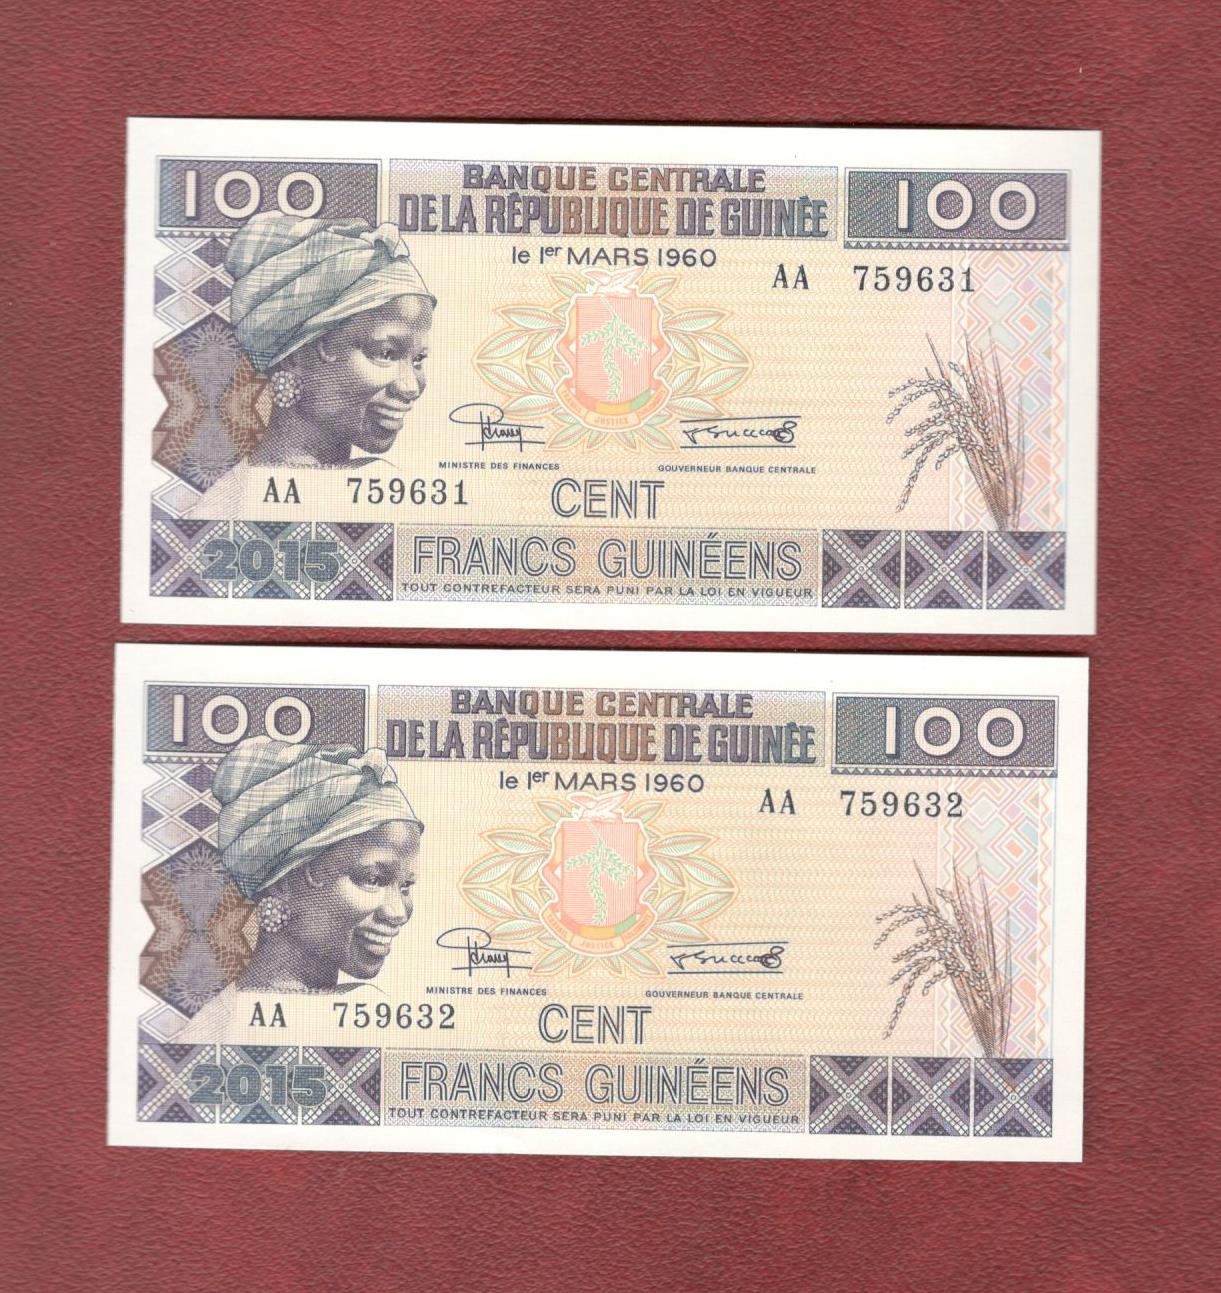 100
BANQUE CENTRALE
100
DE LA RÉPUBLIQUE DE GUINÉE
le 1er MARS 1960
AA 759631
JUSTICE
MINISTRE DES FINANCES
GOUVERNEUR BANQUE CENTRALE
AA 759631
CENT
2015
FRANCS GUINÉENS
TOUT CONTREFACTEUR SERA PUNI PAR LA LOI EN VIGUEUR
100
BANQUE CENTRALE
100
DE LA RÉPUBLIQUE DE GUINÉE
le 1er MARS 1960
AA 759632
JUSTICE
MINISTRE DES FINANCES
GOUVERNEUR BANQUE CENTRALE
AA 759632
CENT
2015
FRANCS GUINÉENS
TOUT CONTREFACTEUR SERA PUNI PAR LA LOI EN VIGUEUR